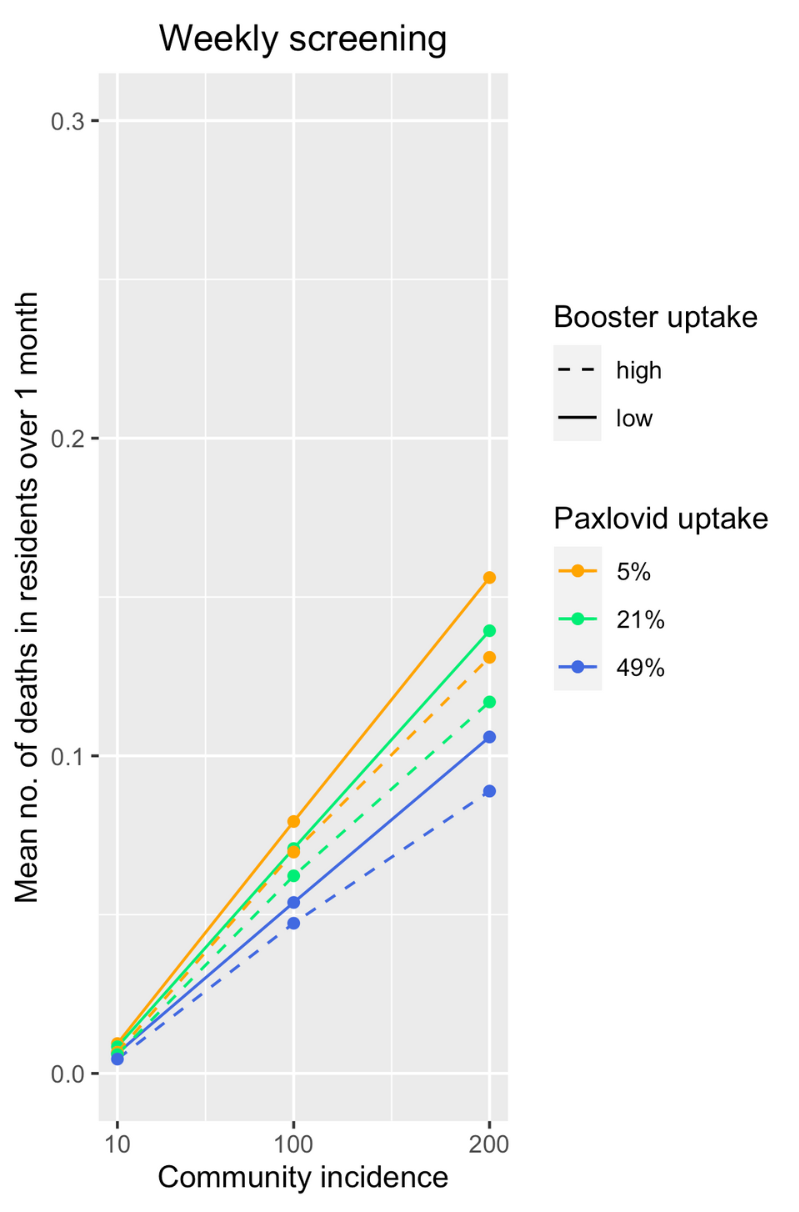 Weekly screening
Mean no. of deaths in residents over 1 month
0.3
0.2
0.1
0.0
10 100 200
Community incidence
Booster uptake
high
low
Paxlovid uptake
5%
21%
49%